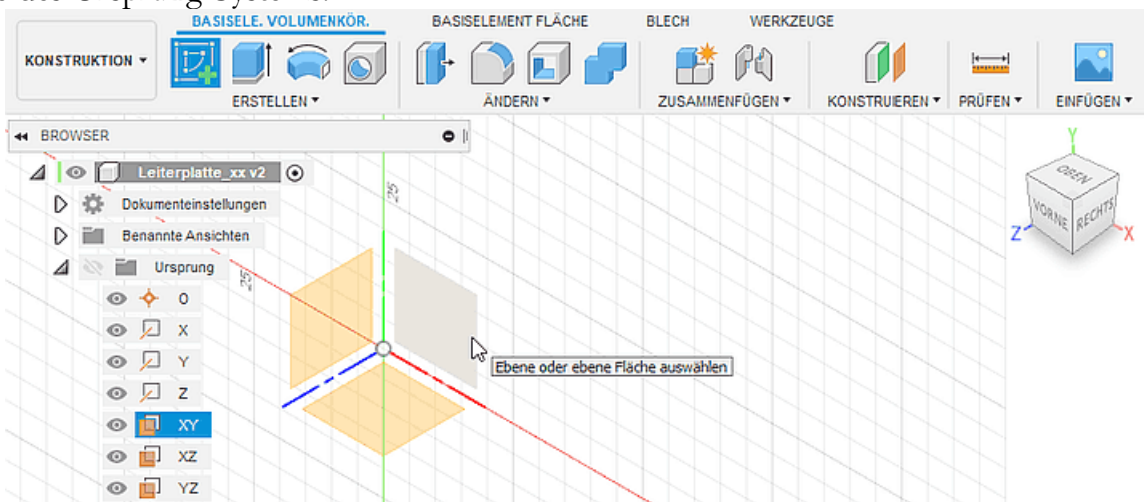 BASISELE. VOLUMENKÖR. BASISELEMENT FLÄCHE BLECH WERKZEUGE
KONSTRUKTION
ERSTELLEN ÄNDERN ZUSAMMENFÜGEN KONSTRUIEREN PRÜFEN EINFÜGEN
BROWSER
Leiterplatte_xx v2
Dokumenteinstellungen
Benannte Ansichten
Ursprung
O
X
Y
Z
XY
XZ
YZ
25
25
Ebene oder ebene Fläche auswählen
Y
OBEN
VORNE RECHTS
Z X